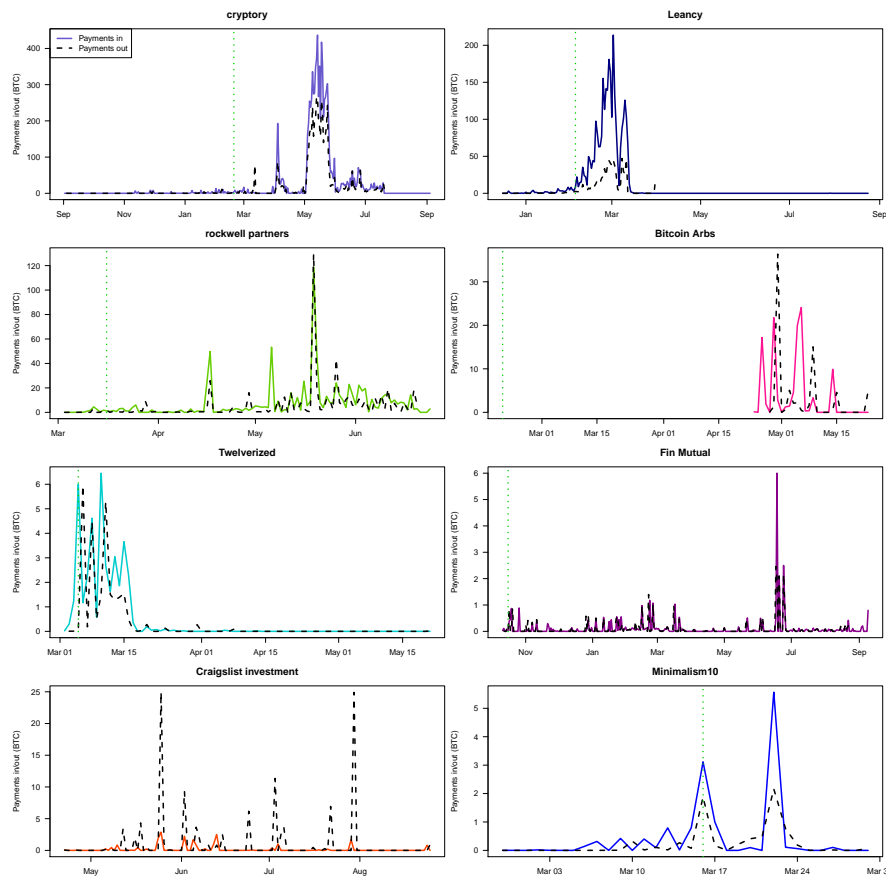 cryptory
Payments in/out (BTC)
400
300
200
100
0
Payments in
Payments out
Sep Nov Jan Mar May Jul Sep
Leancy
Payments in/out (BTC)
200
150
100
50
0
Jan Mar May Jul Sep
rockwell partners
Payments in/out (BTC)
120
100
80
60
40
20
0
Mar Apr May Jun
Bitcoin Arbs
Payments in/out (BTC)
30
20
10
0
Mar 01 Mar 15 Apr 01 Apr 15 May 01 May 15
Twelverized
Payments in/out (BTC)
6
5
4
3
2
1
0
Mar 01 Mar 15 Apr 01 Apr 15 May 01 May 15
Fin Mutual
Payments in/out (BTC)
6
5
4
3
2
1
0
Nov Jan Mar May Jul Sep
Craigslist investment
Payments in/out (BTC)
25
20
15
10
5
0
May Jun Jul Aug
Minimalism10
Payments in/out (BTC)
5
4
3
2
1
0
Mar 03 Mar 10 Mar 17 Mar 24 Mar 3